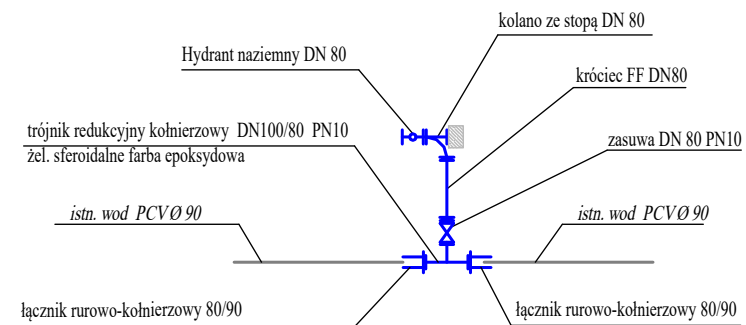 kolano ze stopą DN 80
Hydrant naziemny DN 80
króciec FF DN80
trójnik redukcyjny kołnierzowy DN100/80 PN10
żel. sferoidalne farba epoksydowa
zasuwa DN 80 PN10
istn. wod PCVØ 90
istn. wod PCVØ 90
łącznik rurowo-kołnierzowy 80/90
łącznik rurowo-kołnierzowy 80/90